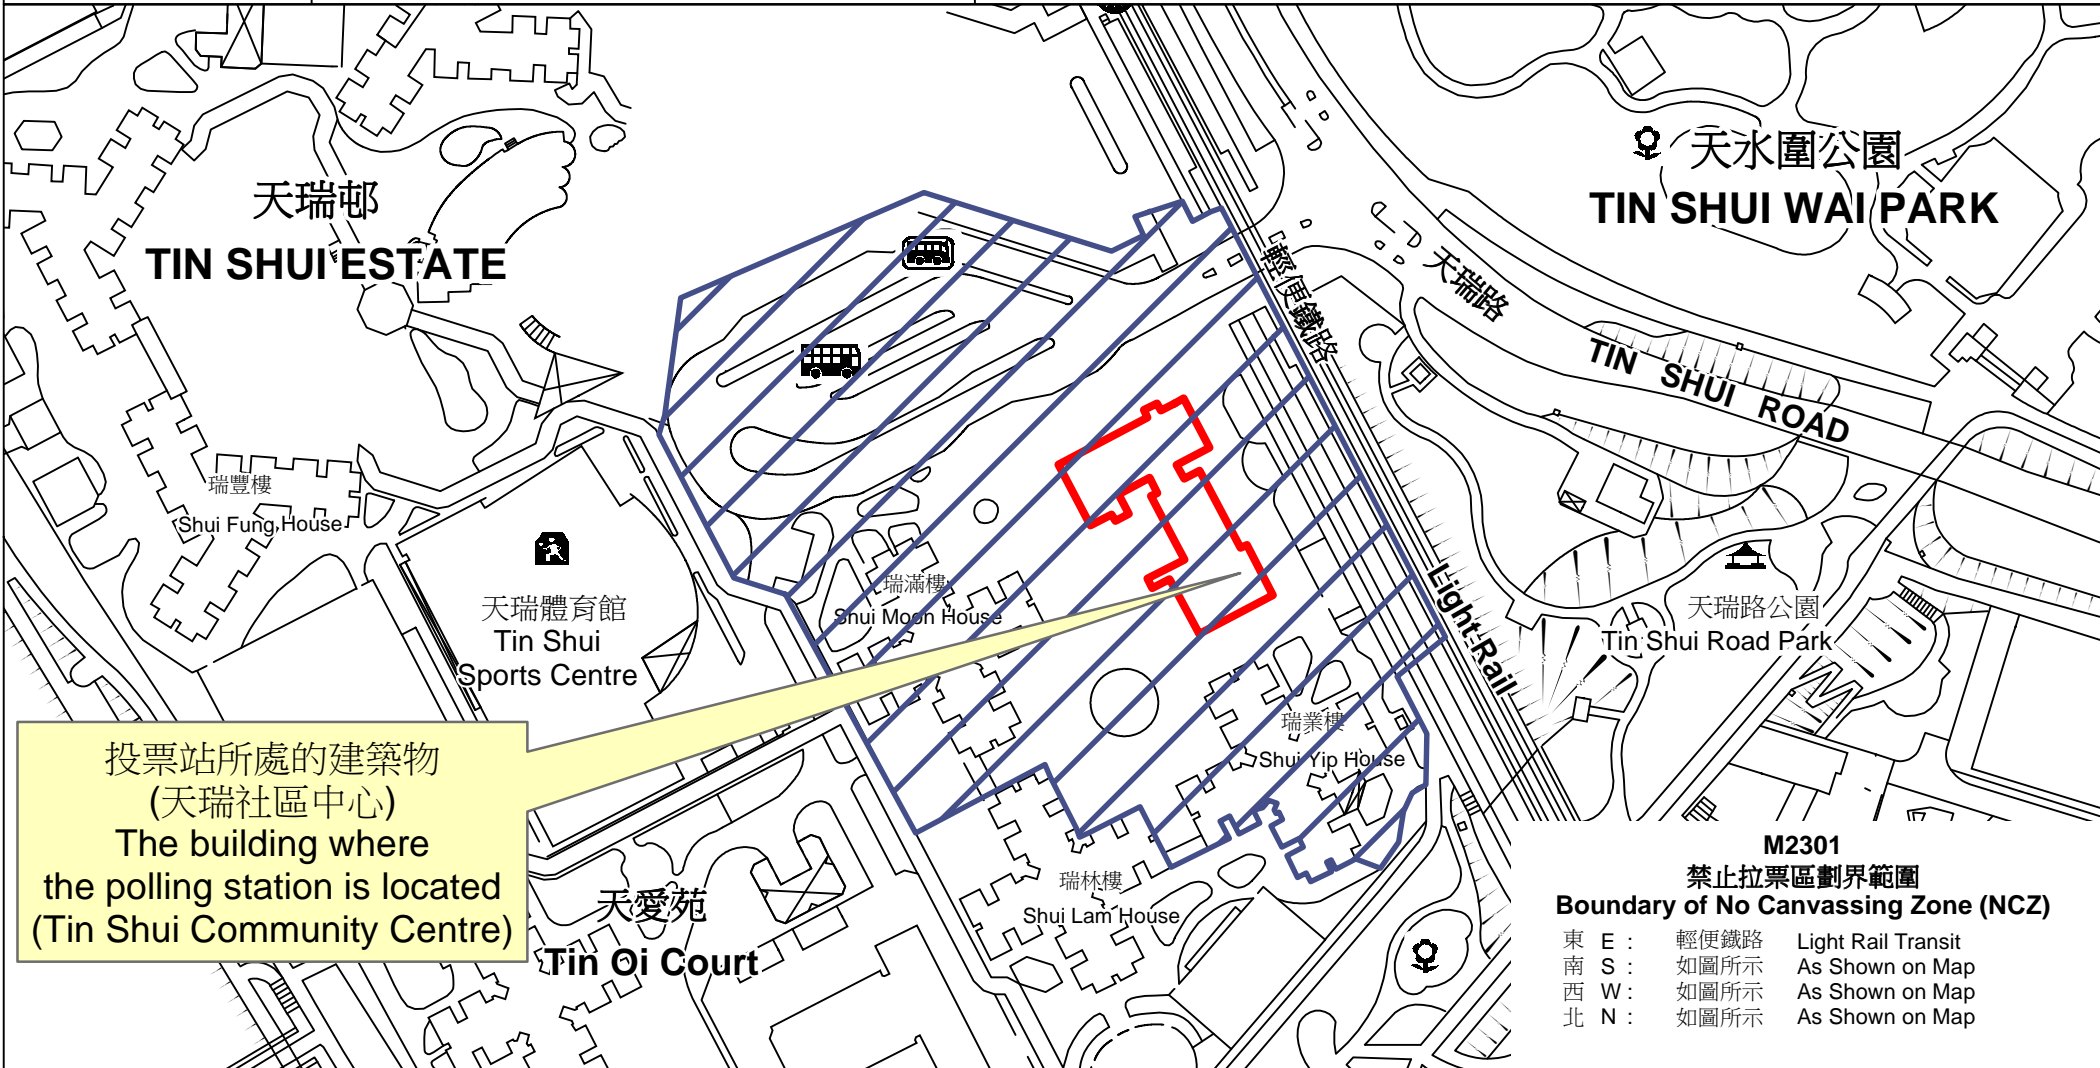 天水圍公園
TIN SHUI WAI PARK
天瑞邨
TIN SHUI ESTATE
輕便鐵路
天瑞路
TIN SHUI ROAD
瑞豐樓
Shui Fung House
天瑞體育館
Tin Shui
Sports Centre
瑞滿樓
Shui Moon House
Light Rail
天瑞路公園
Tin Shui Road Park
瑞業樓
Shui Yip House
投票站所處的建築物
(天瑞社區中心)
The building where
the polling station is located
(Tin Shui Community Centre)
瑞林樓
Shui Lam House
天愛苑
Tin Oi Court
M2301
禁止拉票區劃界範圍
Boundary of No Canvassing Zone (NCZ)
東 E : 輕便鐵路 Light Rail Transit
南 S : 如圖所示 As Shown on Map
西 W : 如圖所示 As Shown on Map
北 N : 如圖所示 As Shown on Map